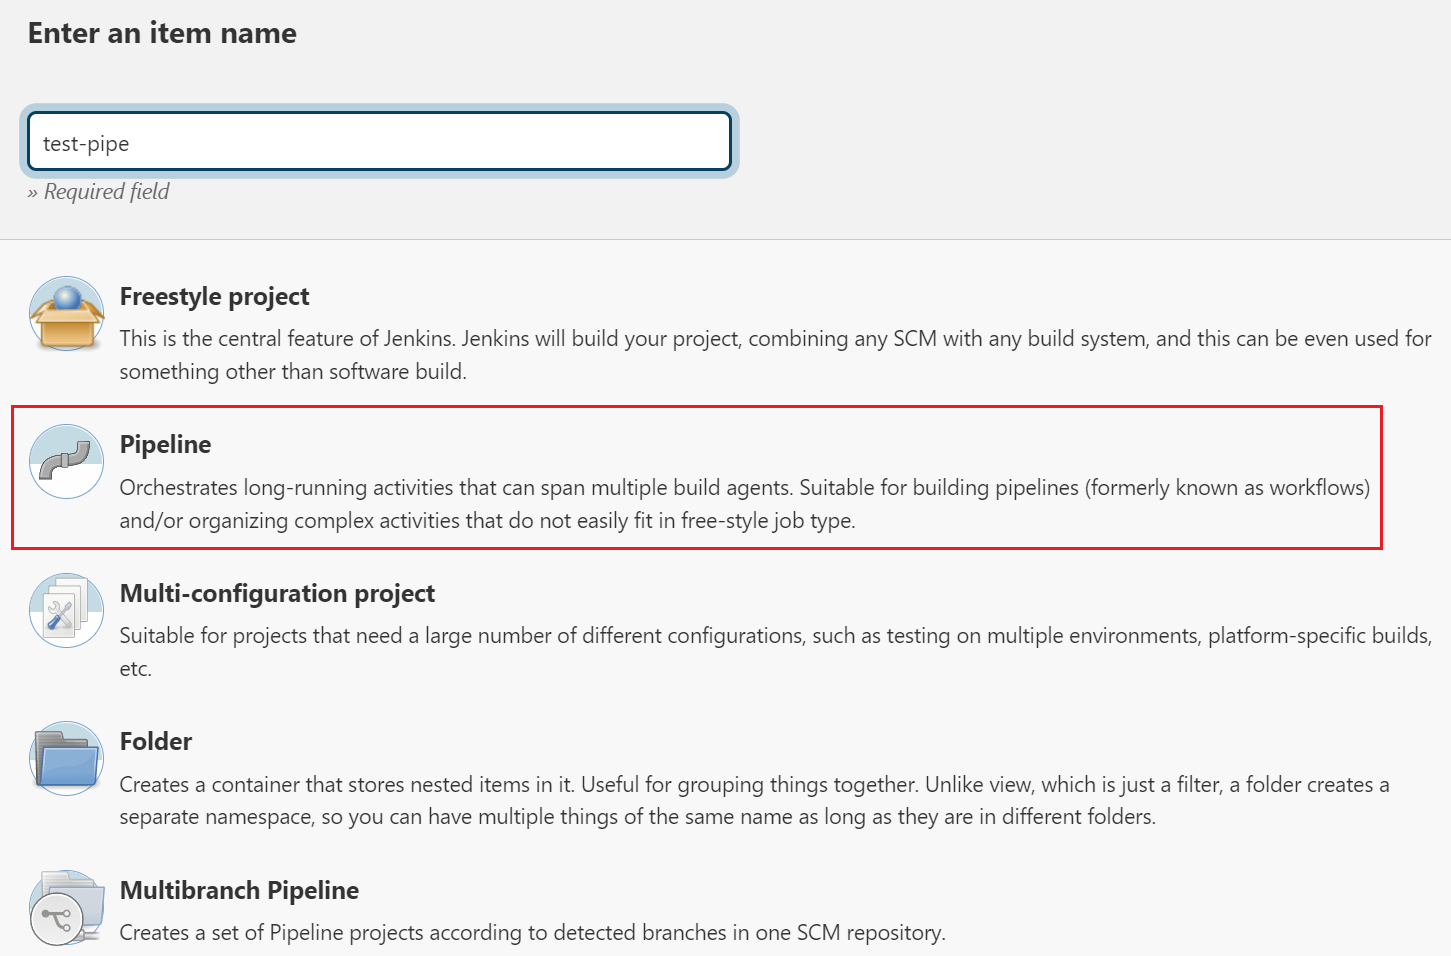 Enter an item name
test-pipe
» Required field
Freestyle project
This is the central feature of Jenkins. Jenkins will build your project, combining any SCM with any build system, and this can be even used for
something other than software build.
Pipeline
Orchestrates long-running activities that can span multiple build agents. Suitable for building pipelines (formerly known as workflows)
and/or organizing complex activities that do not easily fit in free-style job type.
Multi-configuration project
Suitable for projects that need a large number of different configurations, such as testing on multiple environments, platform-specific builds,
etc.
Folder
Creates a container that stores nested items in it. Useful for grouping things together. Unlike view, which is just a filter, a folder creates a
separate namespace, so you can have multiple things of the same name as long as they are in different folders.
Multibranch Pipeline
Creates a set of Pipeline projects according to detected branches in one SCM repository.